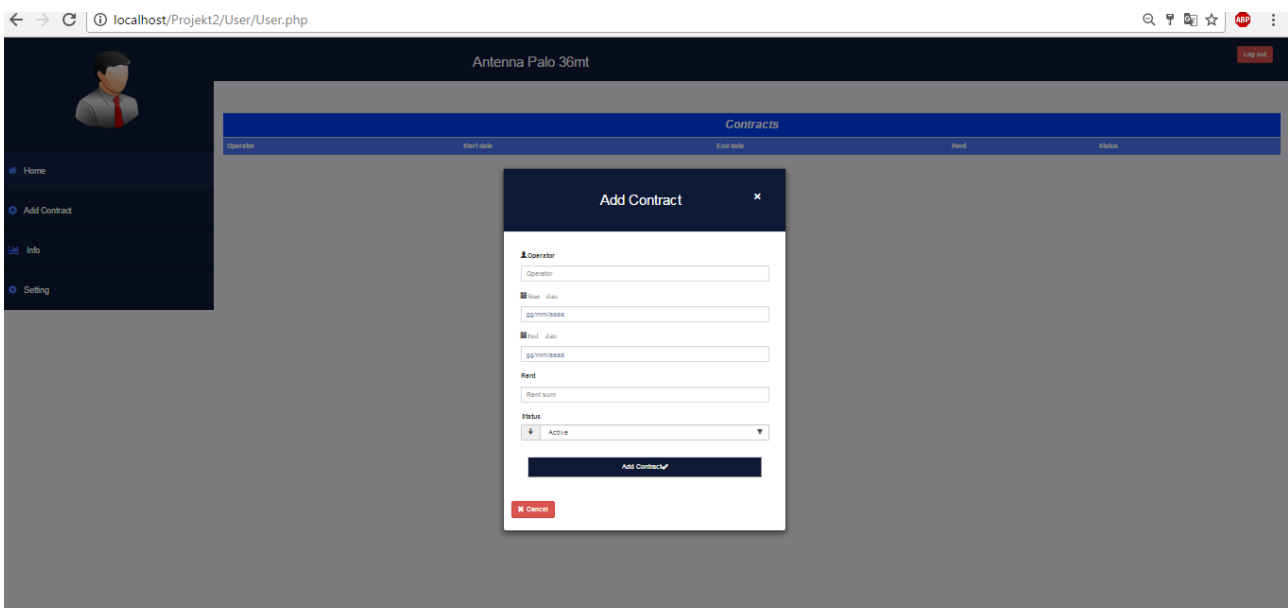 localhost/Projekt2/User/User.php
ABP
Antenna Palo 36mt
Log out
Contracts
Operator Start date End date Rent Status
Home
Add Contract
Info
Setting
Add Contract ×
Operator
Operator
Start date
gg/mm/aaaa
End date
gg/mm/aaaa
Rent
Rent sum
Status
Active
Add Contract
Cancel